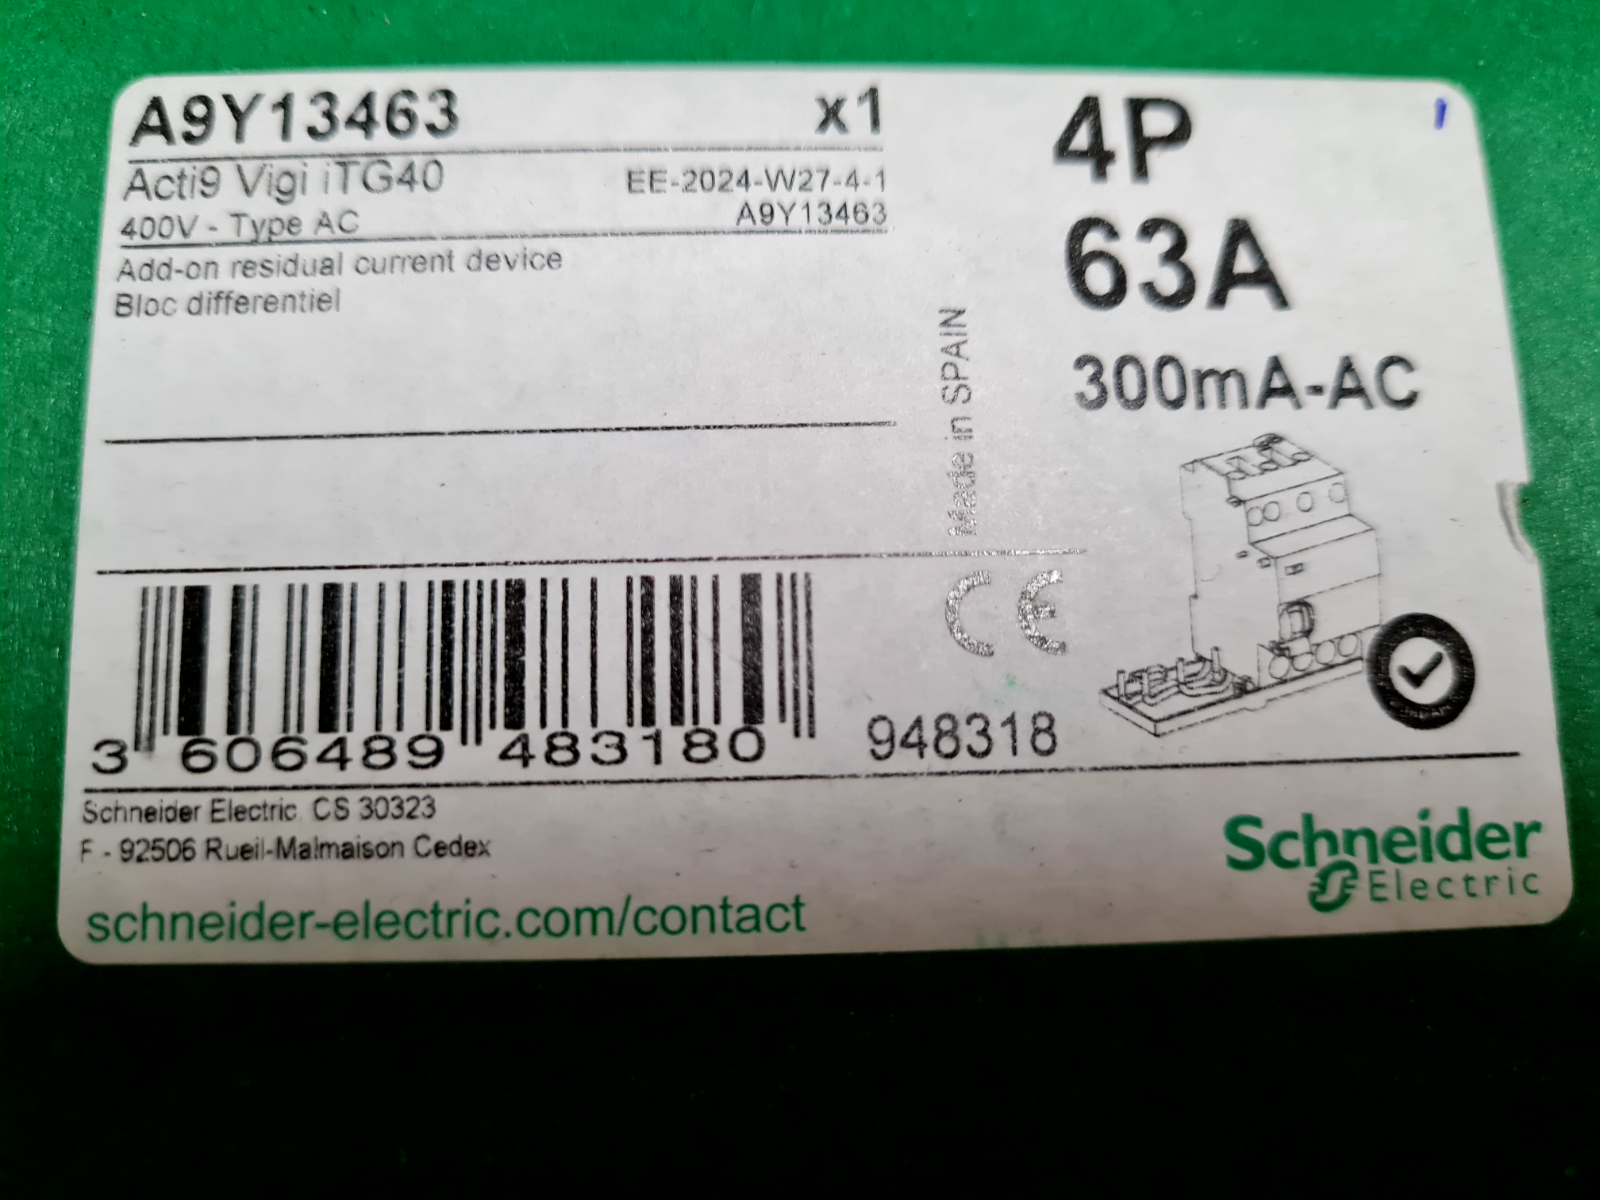 A9Y13463 x1
Acti9 Vigi iTG40 EE-2024-W27-4-1
400V - Type AC A9Y13463
Add-on residual current device
Bloc differentiel
4P
63A
300mA-AC
Made in SPAIN
CE
3 606489 483180
948318
Schneider Electric CS 30323
F - 92506 Rueil-Malmaison Cedex
schneider-electric.com/contact
Schneider
Electric